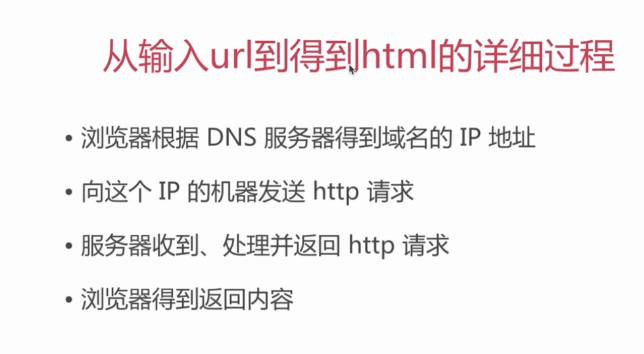 从输入url到得到html的详细过程
• 浏览器根据 DNS 服务器得到域名的 IP 地址
• 向这个 IP 的机器发送 http 请求
• 服务器收到、处理并返回 http 请求
• 浏览器得到返回内容